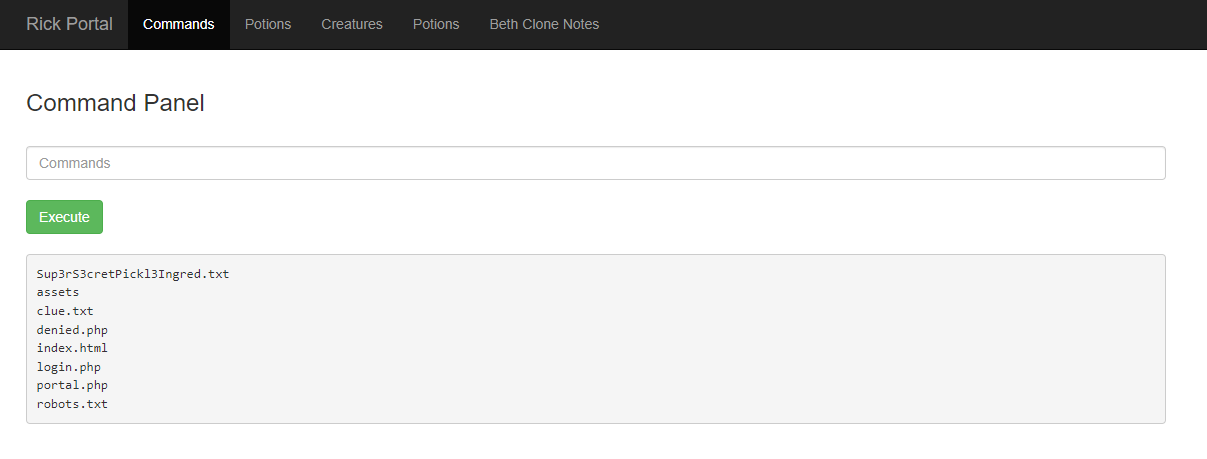 Rick Portal Commands Potions Creatures Potions Beth Clone Notes
Command Panel
Commands
Execute
Sup3rS3cretPickl3Ingred.txt
assets
clue.txt
denied.php
index.html
login.php
portal.php
robots.txt